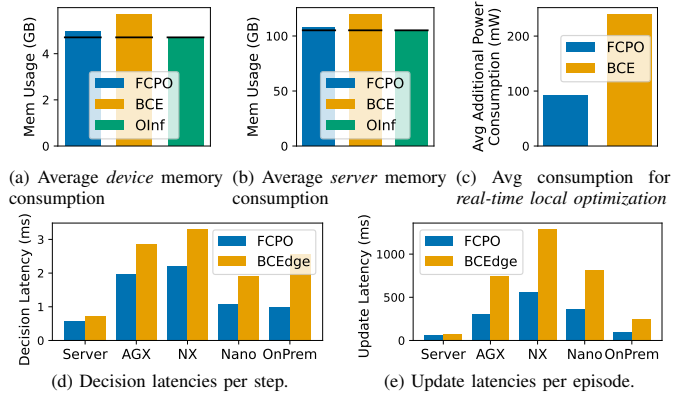 Mem Usage (GB)
4
2
0
FCPO
BCE
OInf
Mem Usage (GB)
100
50
0
FCPO
BCE
OInf
Avg Additional Power
Consumption (mW)
200
100
0
FCPO
BCE
(a) Average device memory
consumption
(b) Average server memory
consumption
(c) Avg consumption for
real-time local optimization
Decision Latency (ms)
3
2
1
0
FCPO
BCEdge
Server AGX NX Nano OnPrem
(d) Decision latencies per step.
Update Latency (ms)
1000
500
0
FCPO
BCEdge
Server AGX NX Nano OnPrem
(e) Update latencies per episode.